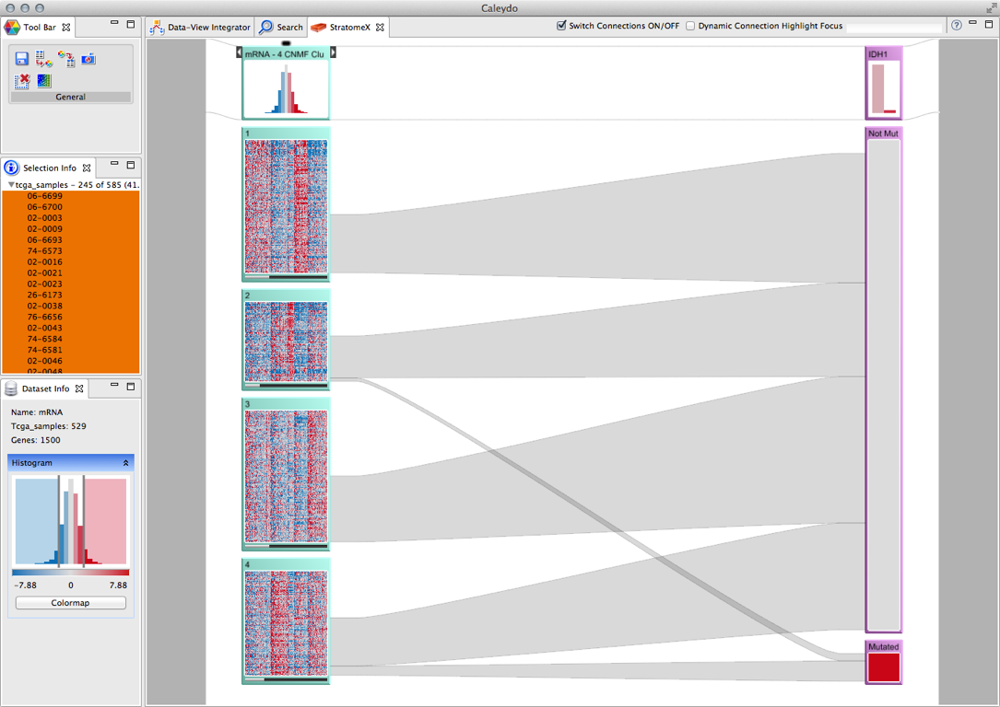 Caleydo
Tool Bar
General
Selection Info
tcga_samples - 245 of 585 (41.
06-6699
06-6700
02-0003
02-0009
06-6693
74-6573
02-0016
02-0021
02-0023
26-6173
02-0038
76-6656
02-0043
74-6584
74-6581
02-0046
02-0048
Dataset Info
Name: mRNA
Tcga_samples: 529
Genes: 1500
Histogram
-7.88 0 7.88
Colormap
Data-View Integrator Search StratomeX
Switch Connections ON/OFF Dynamic Connection Highlight Focus
mRNA - 4 CNMF Clu
1
2
3
4
IDH1
Not Mut
Mutated